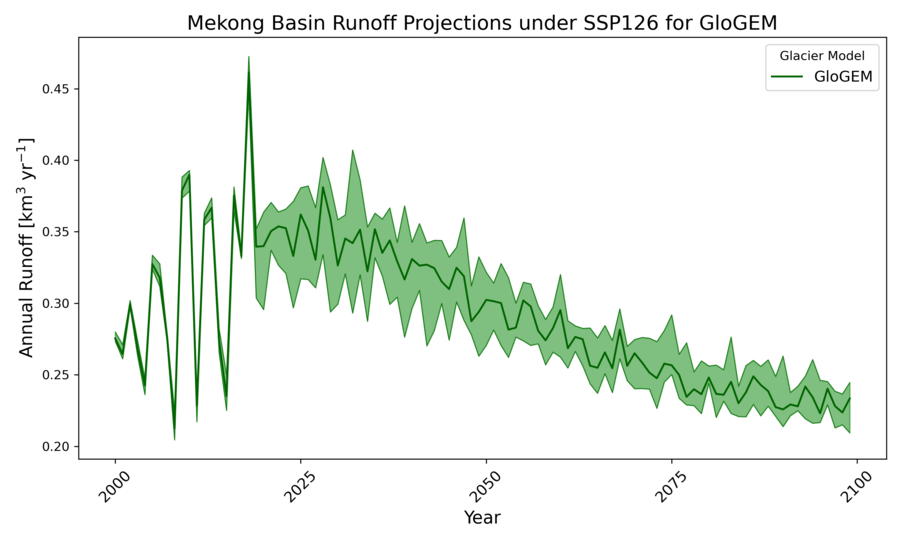 Mekong Basin Runoff Projections under SSP126 for GloGEM
Glacier Model
GloGEM
Annual Runoff [km³ yr⁻¹]
0.45
0.40
0.35
0.30
0.25
0.20
2000
2025
2050
2075
2100
Year